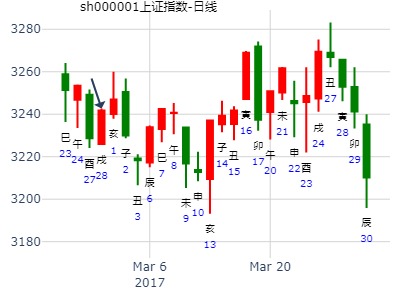 sh000001上证指数-日线
3280
3260
3240
3220
3200
3180
巳
23
午
24
酉
27
戌
28
亥
1
子
2
丑
3
辰
6
巳
7
午
8
未
9
申
10
亥
13
子
14
丑
15
寅
16
卯
17
午
20
未
21
申
22
酉
23
戌
24
丑
27
寅
28
卯
29
辰
30
Mar 6
2017
Mar 20